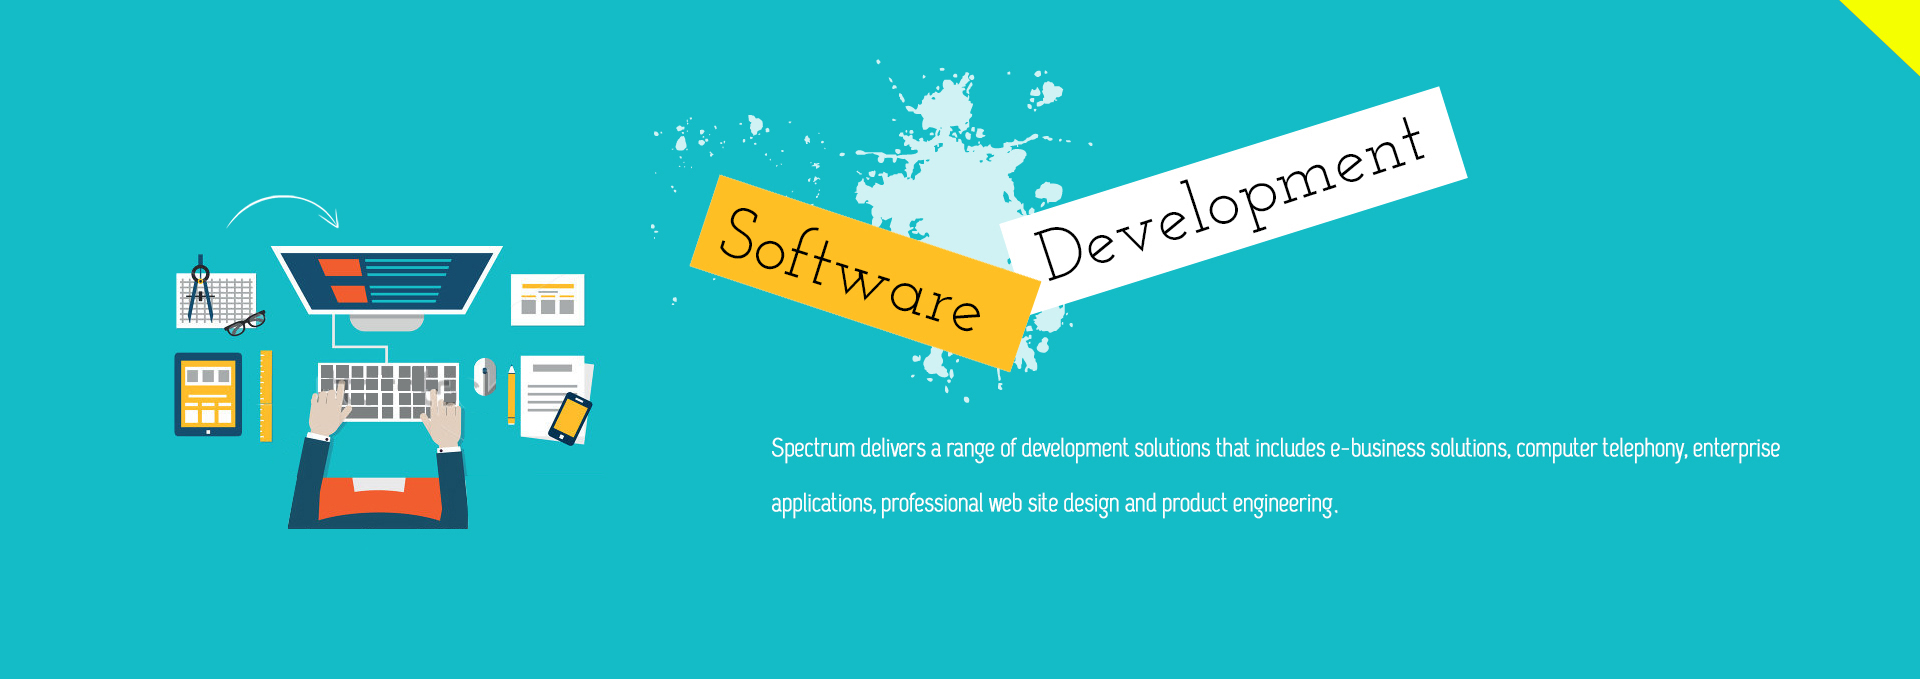 Software
Development
Spectrum delivers a range of development solutions that includes e-business solutions, computer telephony, enterprise
applications, professional web site design and product engineering.